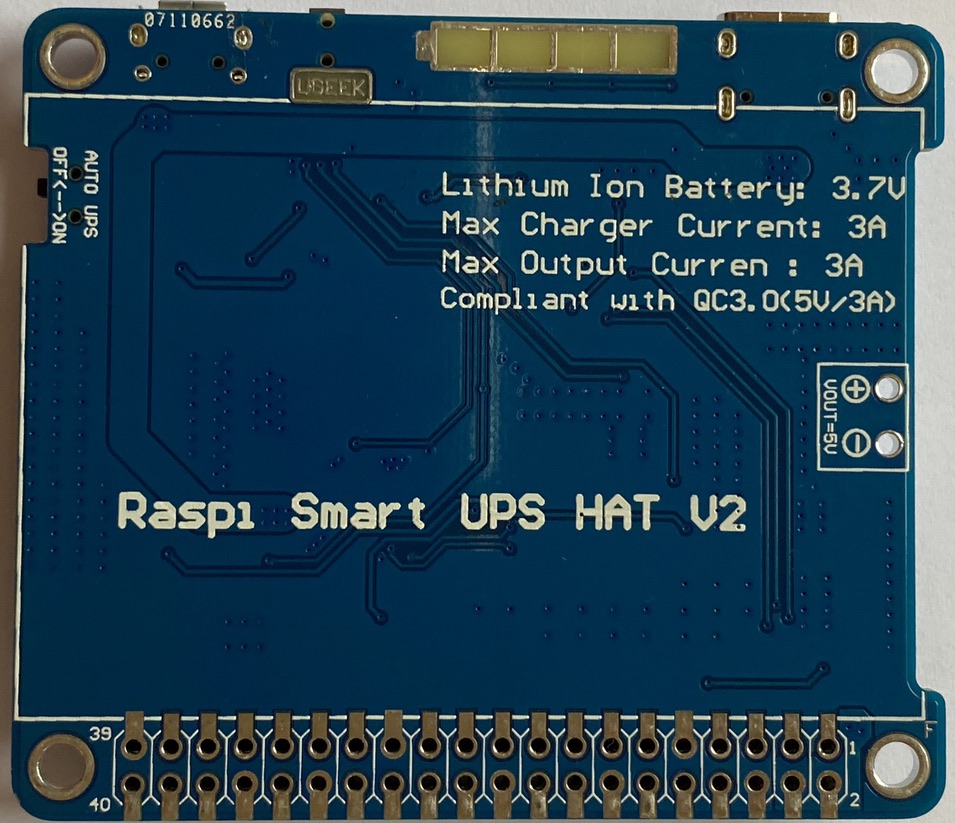 07110662
UGEEK
AUTO UPS
OFF<-->ON
Lithium Ion Battery: 3.7V
Max Charger Current: 3A
Max Output Curren : 3A
Compliant with QC3.0(5V/3A)
+
VOUT=5V
-
Raspi Smart UPS HAT V2
39
1
40
2